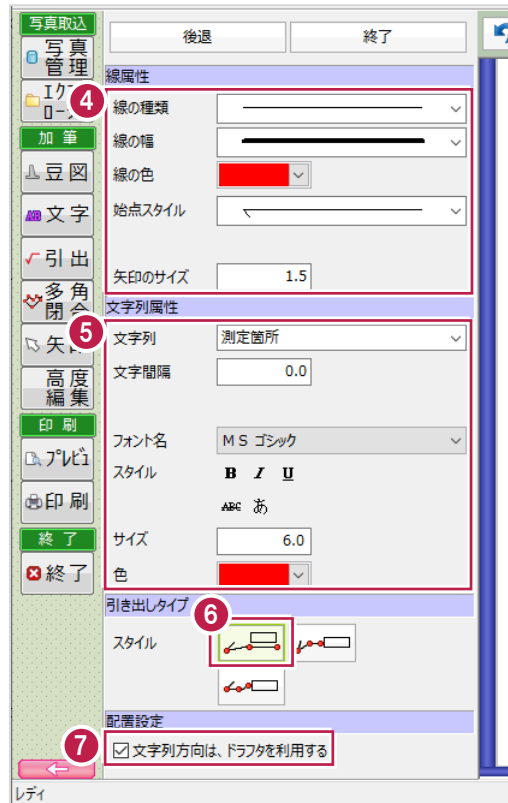 写真取込
写真管理
加 筆
豆図
文字
引 出
多角
高度編集
印 刷
ﾌﾟﾚﾋﾞｭ
印 刷
終 了
終 了
後退 終了
線属性
4
線の種類
線の幅
線の色
始点スタイル
矢印のサイズ 1.5
文字列属性
5
文字列 測定箇所
文字間隔 0.0
フォント名 ＭＳ ゴシック
スタイル B I U
ABC あ
サイズ 6.0
色
引き出しタイプ
6
スタイル
配置設定
7
文字列方向は、ドラフタを利用する
レディ